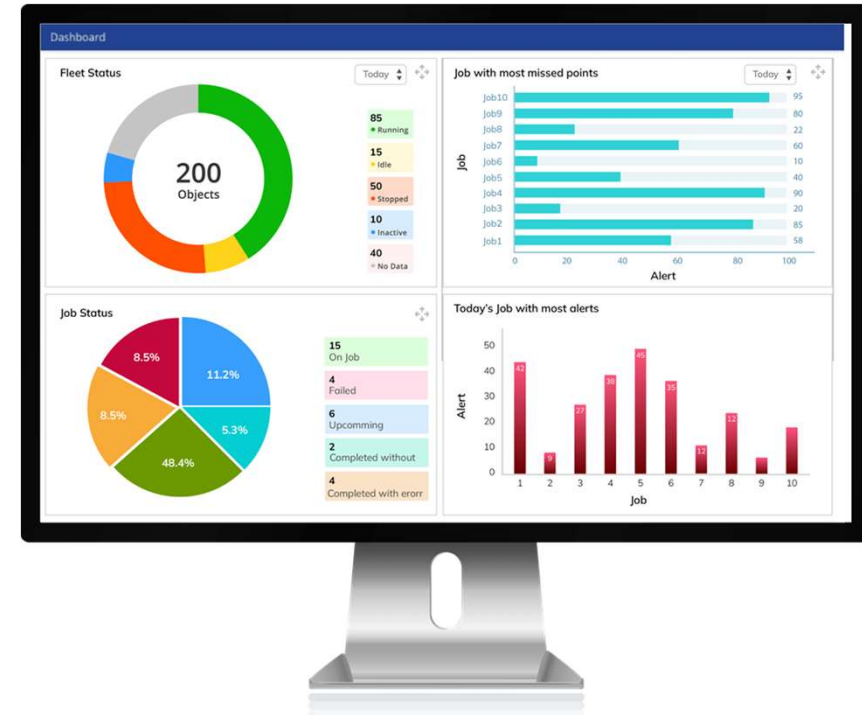 Dashboard
Fleet Status
Today
200
Objects
85
Running
15
Idle
50
Stopped
10
Inactive
40
No Data
Job with most missed points
Today
Job
Job10
95
Job9
80
Job8
22
Job7
60
Job6
10
Job5
40
Job4
90
Job3
20
Job2
85
Job1
58
0 20 40 60 80 100
Alert
Job Status
8.5%
11.2%
8.5%
5.3%
48.4%
15
On Job
4
Failed
6
Upcomming
2
Completed without
4
Completed with erorr
Today's Job with most alerts
Alert
50
40
30
20
10
0
42
9
27
38
45
35
12
12
1 2 3 4 5 6 7 8 9 10
Job